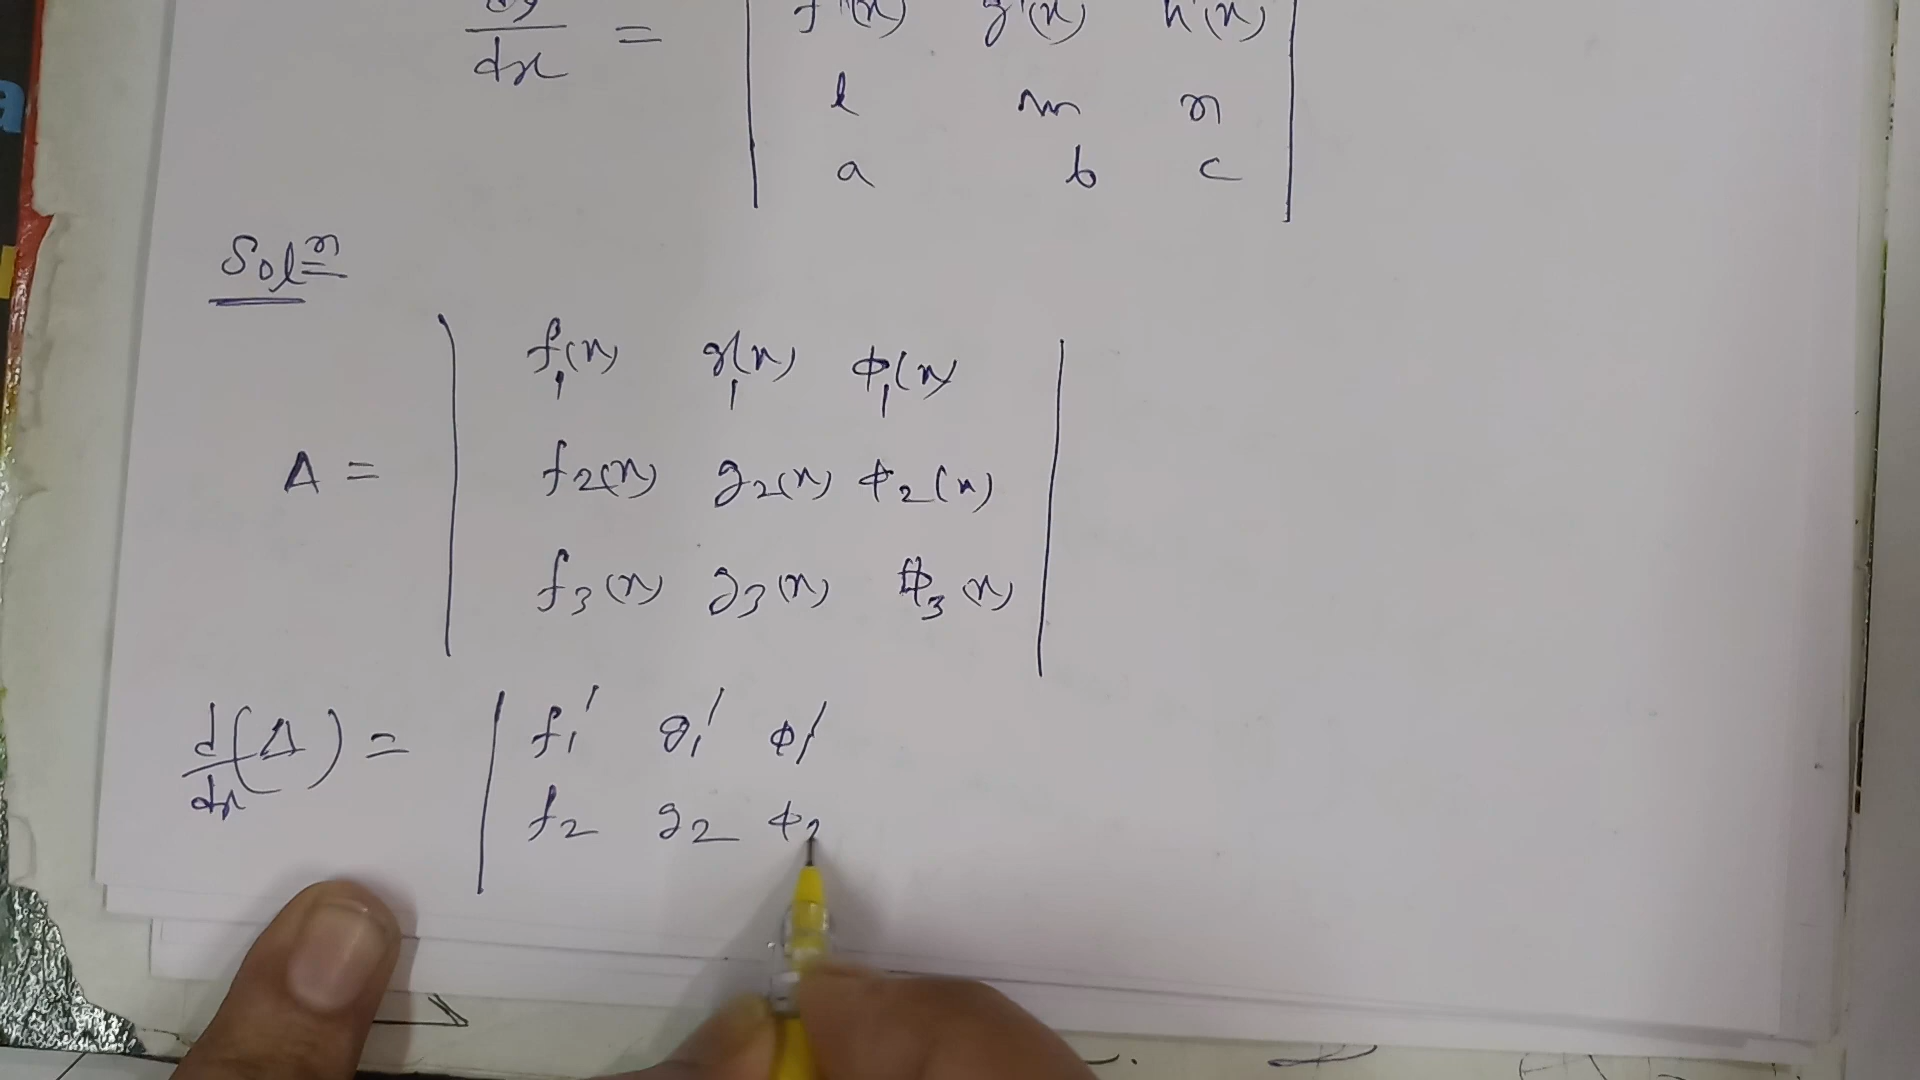 dy/dx = | f'(x) g'(x) h'(x) |
l m n
a b c
Solⁿ
f₁(x) g₁(x) ϕ₁(x)
Δ = | f₂(x) g₂(x) ϕ₂(x) |
f₃(x) g₃(x) ϕ₃(x)
d/dx (Δ) = | f₁' g₁' ϕ₁'
f₂ g₂ ϕ₂